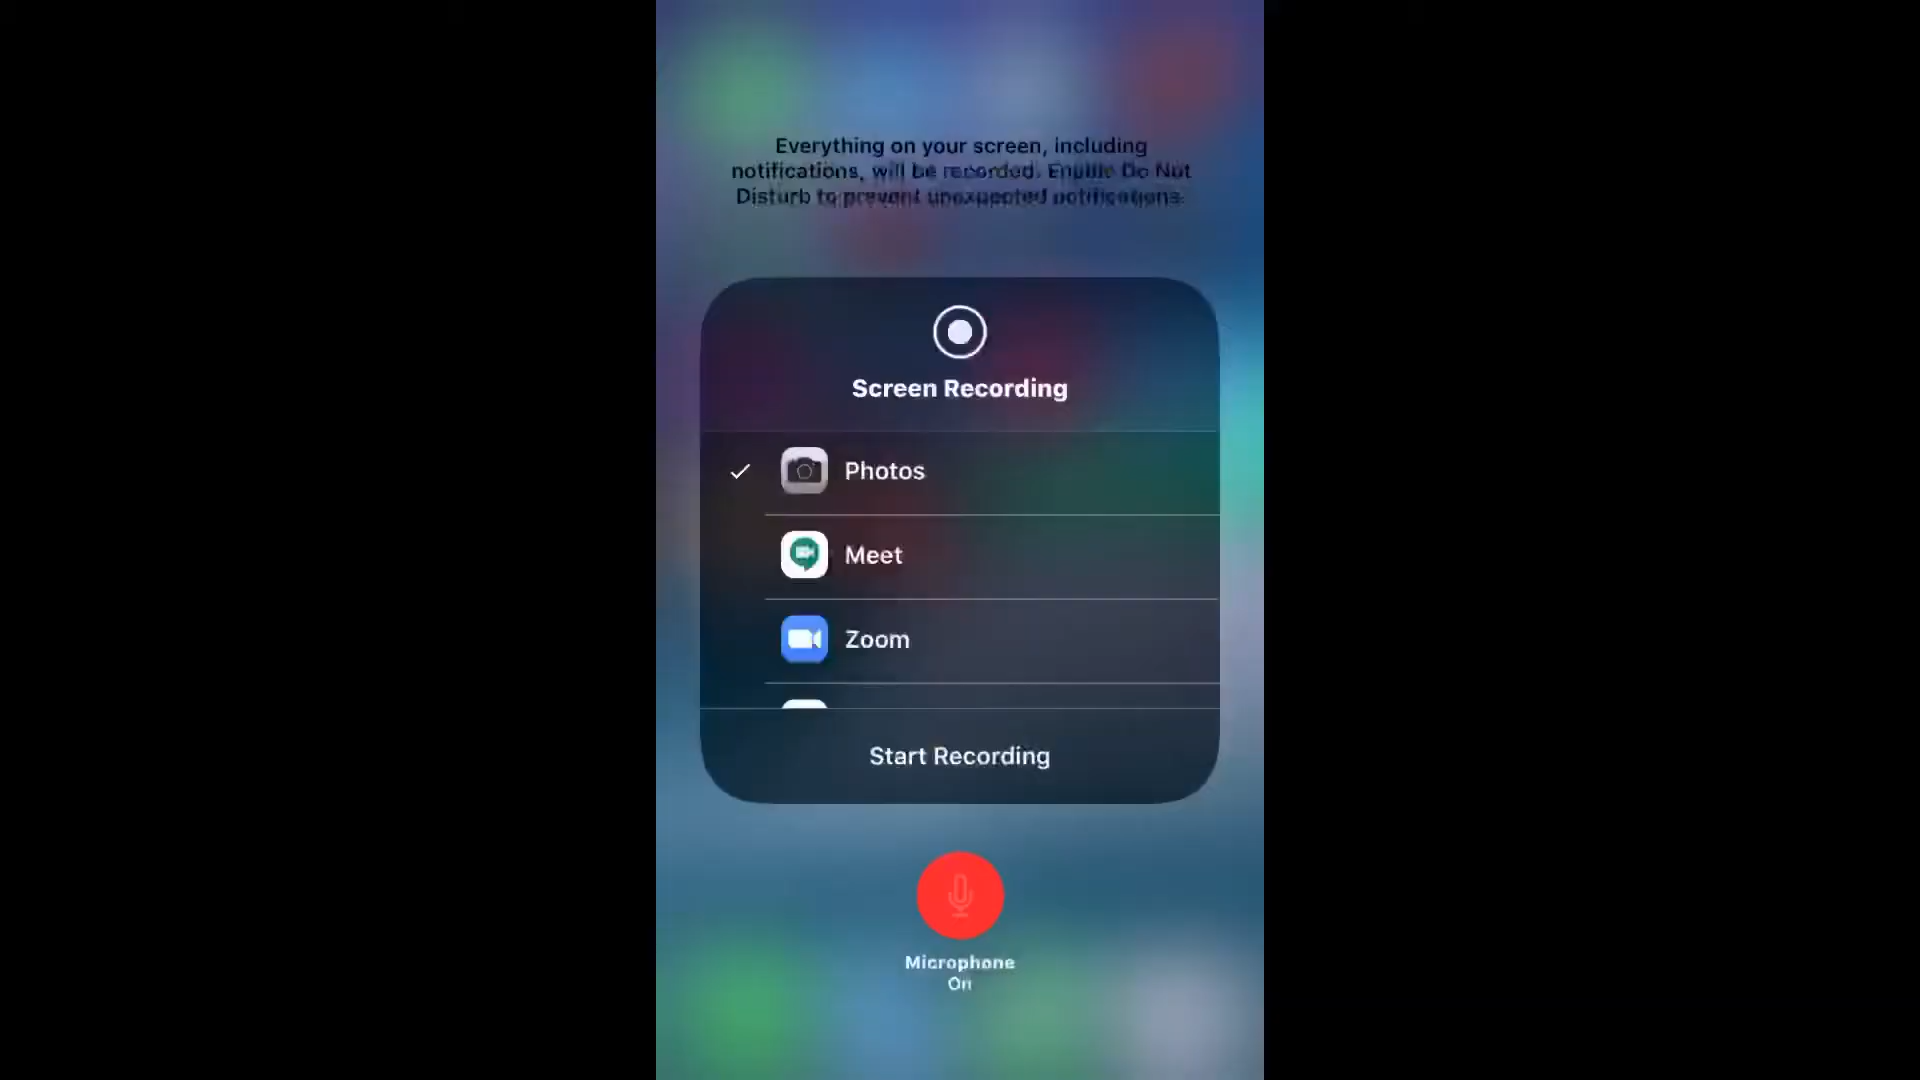 Everything on your screen, including
notifications, will be recorded. Enable Do Not
Disturb to prevent unexpected notifications.
Screen Recording
Photos
Meet
Zoom
Start Recording
Microphone
On